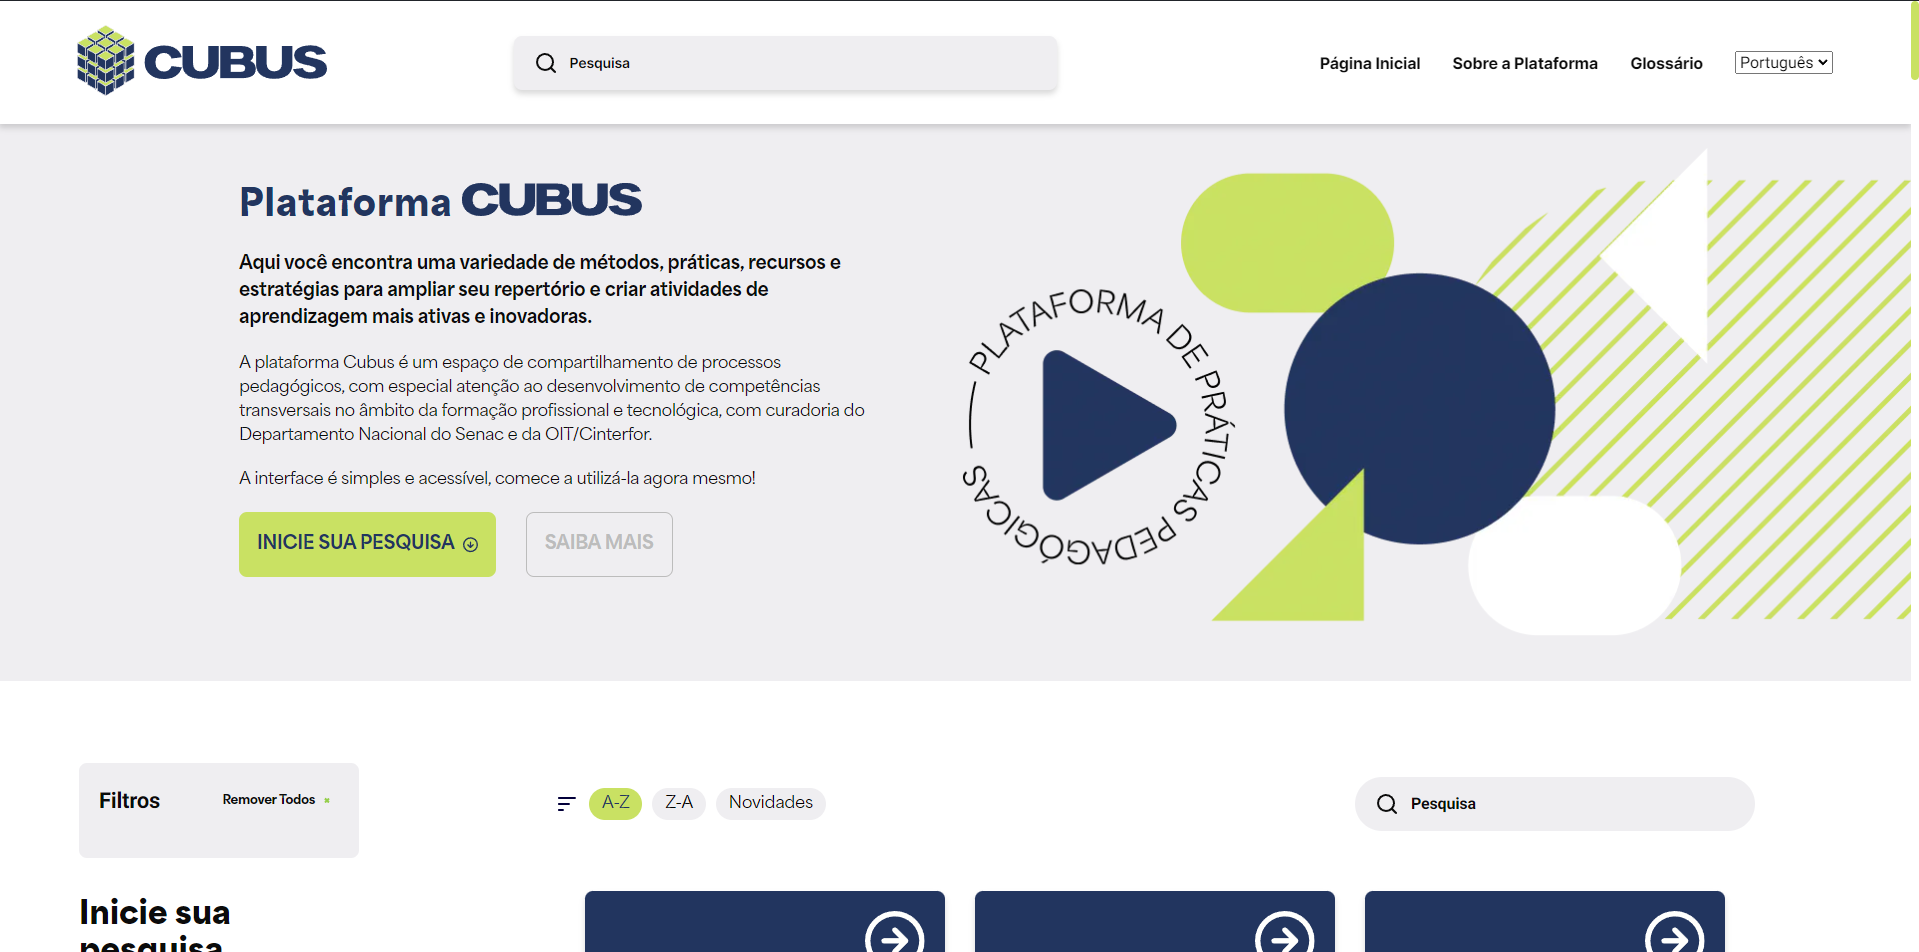 CUBUS
Pesquisa
Página Inicial
Sobre a Plataforma
Glossário
Português
Plataforma CUBUS
Aqui você encontra uma variedade de métodos, práticas, recursos e
estratégias para ampliar seu repertório e criar atividades de
aprendizagem mais ativas e inovadoras.
A plataforma Cubus é um espaço de compartilhamento de processos
pedagógicos, com especial atenção ao desenvolvimento de competências
transversais no âmbito da formação profissional e tecnológica, com curadoria do
Departamento Nacional do Senac e da OIT/Cinterfor.
A interface é simples e acessível, comece a utilizá-la agora mesmo!
INICIE SUA PESQUISA
SAIBA MAIS
PLATAFORMA DE PRÁTICAS PEDAGÓGICAS
Filtros
Remover Todos
A-Z
Z-A
Novidades
Pesquisa
Inicie sua
pesquisa